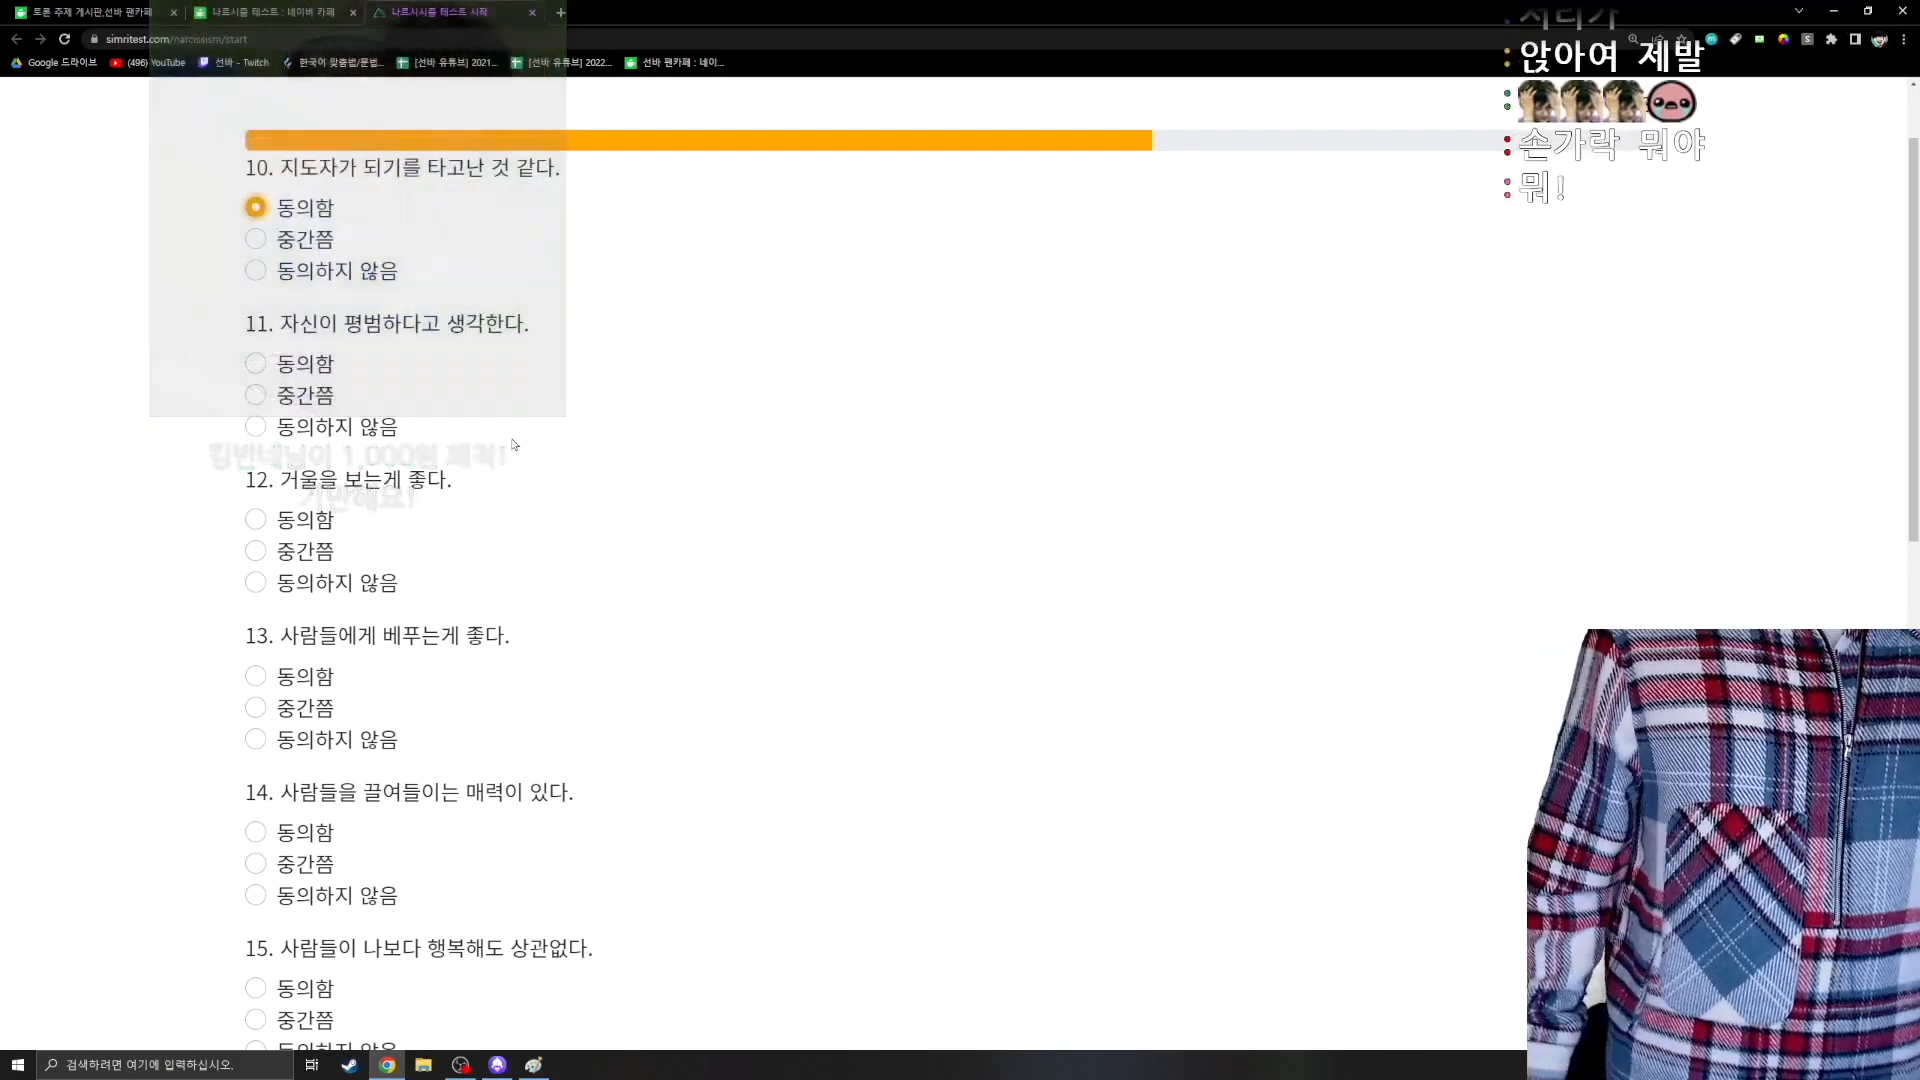 토론 주제 게시판,선바 팬카페
나르시시즘 테스트 : 네이버 카페
나르시시즘 테스트 시작
simritest.com/narcissism/start
Google 드라이브
(496) YouTube
선바 - Twitch
한국어 맞춤법/문법...
[선바 유튜브] 2021...
[선바 유튜브] 2022...
선바 팬카페 : 네이...
앉아여 제발
손가락 뭐야
뭐!
10. 지도자가 되기를 타고난 것 같다.
동의함
중간쯤
동의하지 않음
11. 자신이 평범하다고 생각한다.
동의함
중간쯤
동의하지 않음
1,000원
12. 거울을 보는게 좋다.
동의함
중간쯤
동의하지 않음
13. 사람들에게 베푸는게 좋다.
동의함
중간쯤
동의하지 않음
14. 사람들을 끌여들이는 매력이 있다.
동의함
중간쯤
동의하지 않음
15. 사람들이 나보다 행복해도 상관없다.
동의함
중간쯤
동의하지 않음
검색하려면 여기에 입력하십시오.